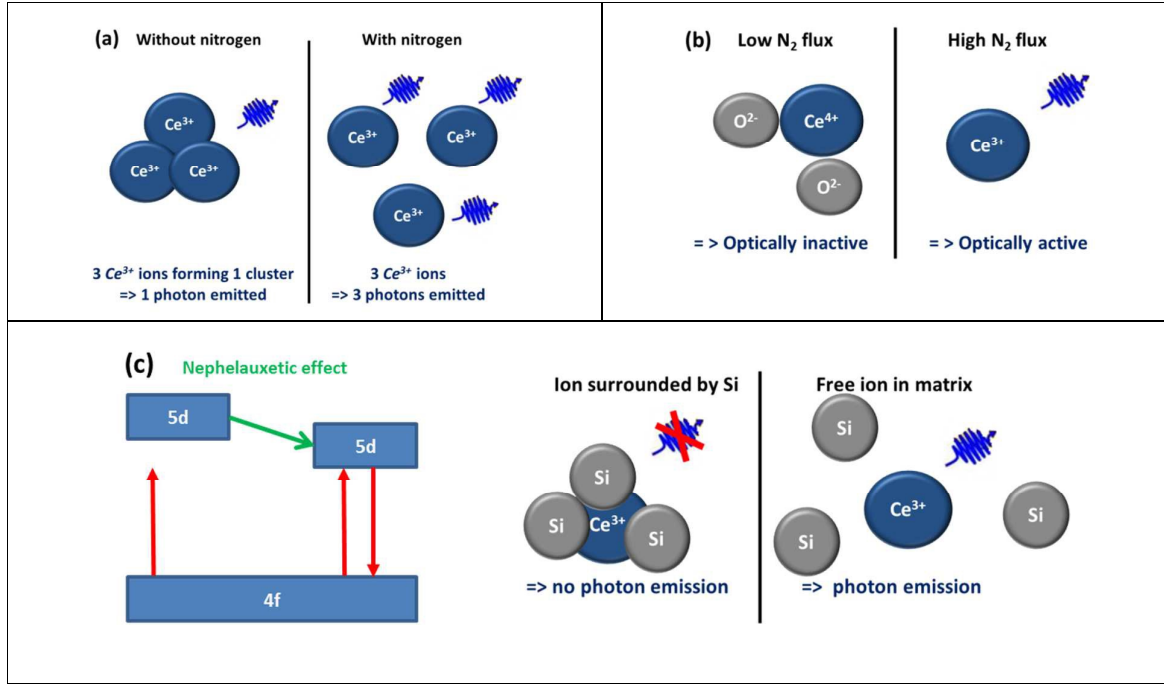 (a) Without nitrogen
With nitrogen
Ce³⁺
Ce³⁺ Ce³⁺
Ce³⁺ Ce³⁺
Ce³⁺
3 Ce³⁺ ions forming 1 cluster
=> 1 photon emitted
3 Ce³⁺ ions
=> 3 photons emitted
(b) Low N₂ flux
High N₂ flux
O²⁻ Ce⁴⁺
O²⁻
Ce³⁺
= > Optically inactive
=> Optically active
(c) Nephelauxetic effect
5d
5d
4f
Ion surrounded by Si
Si
Si Ce³⁺ Si
=> no photon emission
Free ion in matrix
Si
Ce³⁺ Si
Si
=> photon emission